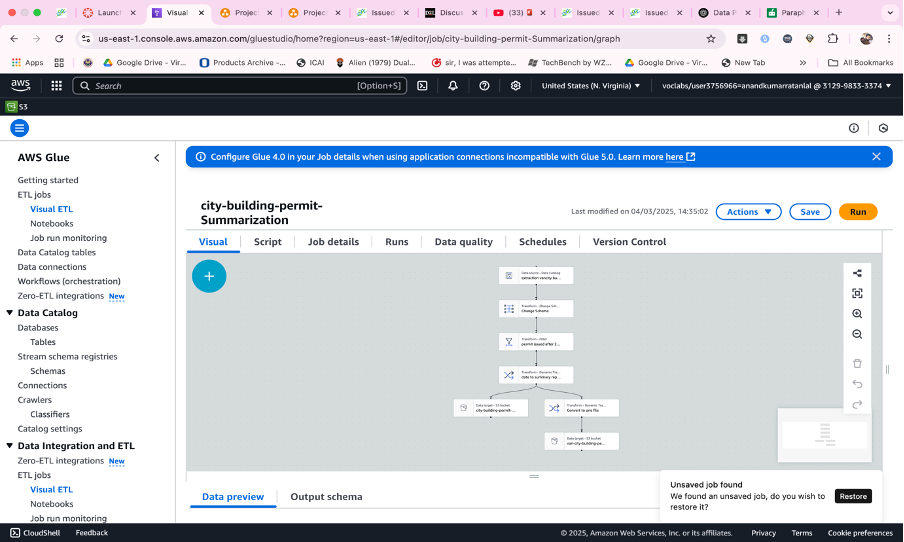 Launch
Visual
Project
Project
Issued
Discus
(33)
Issued
Issued
Data P
Paraph
us-east-1.console.aws.amazon.com/gluestudio/home?region=us-east-1#/editor/job/city-building-permit-Summarization/graph
Apps
Google Drive - Vir...
Products Archive –...
ICAI
Alien (1979) Dual...
sir, I was attempte...
TechBench by WZ...
Google Drive - Vir...
New Tab
All Bookmarks
aws
Search
[Option+S]
United States (N. Virginia)
voclabs/user3756966=anandkumarratanlal @ 3129-9833-3374
S3
AWS Glue
Getting started
ETL jobs
Visual ETL
Notebooks
Job run monitoring
Data Catalog tables
Data connections
Workflows (orchestration)
Zero-ETL integrations New
Data Catalog
Databases
Tables
Stream schema registries
Schemas
Connections
Crawlers
Classifiers
Catalog settings
Data Integration and ETL
Zero-ETL integrations New
ETL jobs
Visual ETL
Notebooks
Job run monitoring
Configure Glue 4.0 in your Job details when using application connections incompatible with Glue 5.0. Learn more here
city-building-permit-
Summarization
Last modified on 04/03/2025, 14:35:02
Actions
Save
Run
Visual
Script
Job details
Runs
Data quality
Schedules
Version Control
Data source - Data Catalog
Transform - Change Sch...
Change Schema
Transform - Filter
Transform - Dynamic Tra...
data to summary rep...
Data target - S3 bucket
city-building-permit-...
Transform - Dynamic Tra...
Convert to one file
Data target - S3 bucket
Data preview
Output schema
Unsaved job found
We found an unsaved job, do you wish to
restore it?
Restore
CloudShell
Feedback
© 2025, Amazon Web Services, Inc. or its affiliates.
Privacy
Terms
Cookie preferences